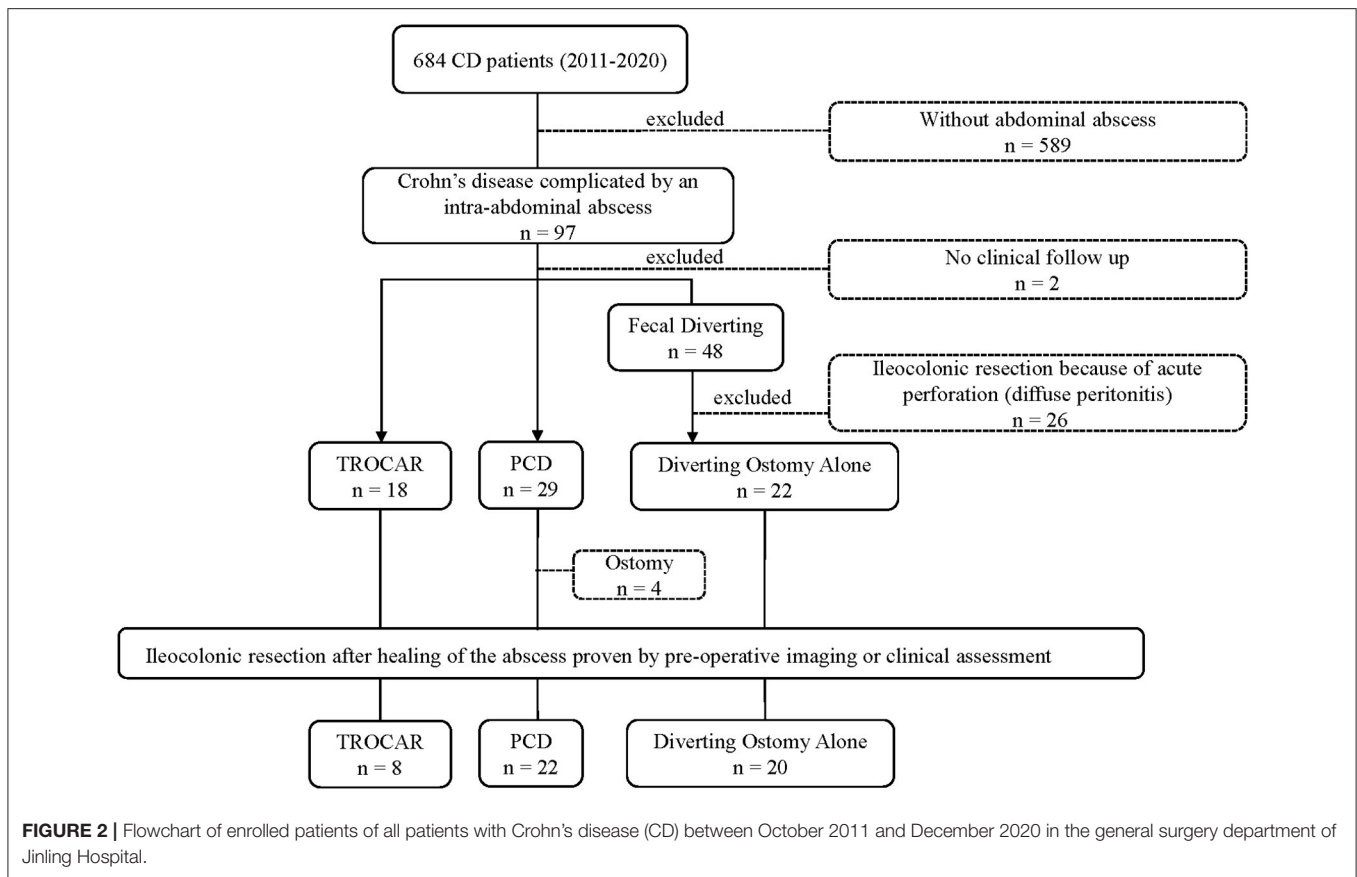 684 CD patients (2011-2020)
excluded
Without abdominal abscess
n = 589
Crohn's disease complicated by an
intra-abdominal abscess
n = 97
excluded
No clinical follow up
n = 2
Fecal Diverting
n = 48
excluded
Ileocolonic resection because of acute
perforation (diffuse peritonitis)
n = 26
TROCAR
n = 18
PCD
n = 29
Diverting Ostomy Alone
n = 22
Ostomy
n = 4
Ileocolonic resection after healing of the abscess proven by pre-operative imaging or clinical assessment
TROCAR
n = 8
PCD
n = 22
Diverting Ostomy Alone
n = 20
FIGURE 2 | Flowchart of enrolled patients of all patients with Crohn's disease (CD) between October 2011 and December 2020 in the general surgery department of
Jinling Hospital.